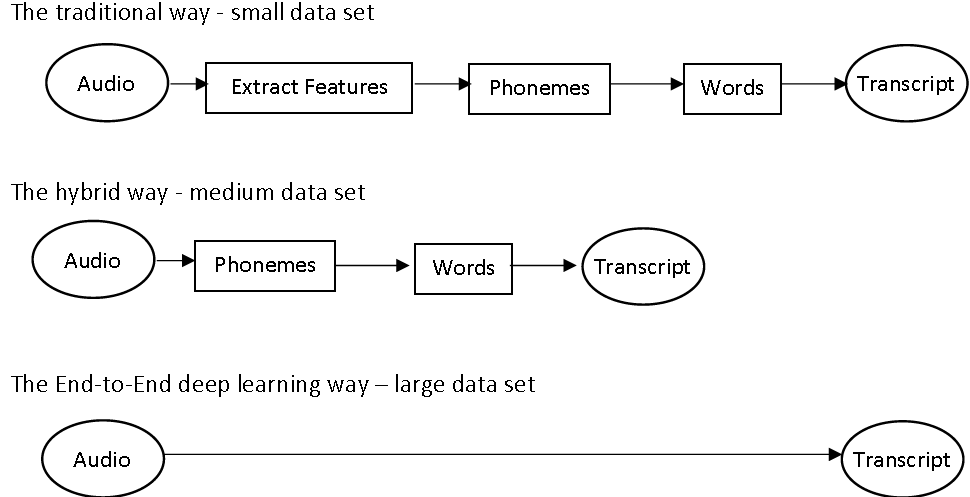 The traditional way - small data set
Audio
Extract Features
Phonemes
Words
Transcript
The hybrid way - medium data set
Audio
Phonemes
Words
Transcript
The End-to-End deep learning way – large data set
Audio
Transcript